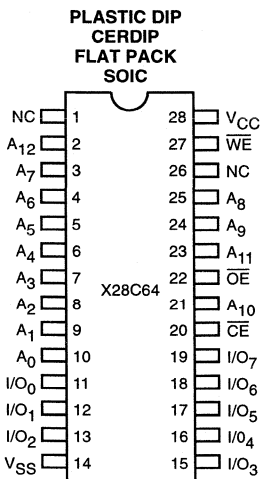 PLASTIC DIP
CERDIP
FLAT PACK
SOIC
NC 1 28 VCC
A12 2 27 WE
A7 3 26 NC
A6 4 25 A8
A5 5 24 A9
A4 6 23 A11
A3 7 22 OE
X28C64
A2 8 21 A10
A1 9 20 CE
A0 10 19 I/O7
I/O0 11 18 I/O6
I/O1 12 17 I/O5
I/O2 13 16 I/04
VSS 14 15 I/O3